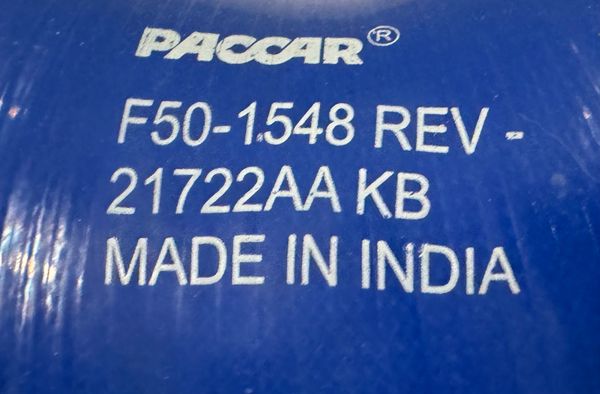 PACCAR®
F50-1548 REV -
21722AA KB
MADE IN INDIA